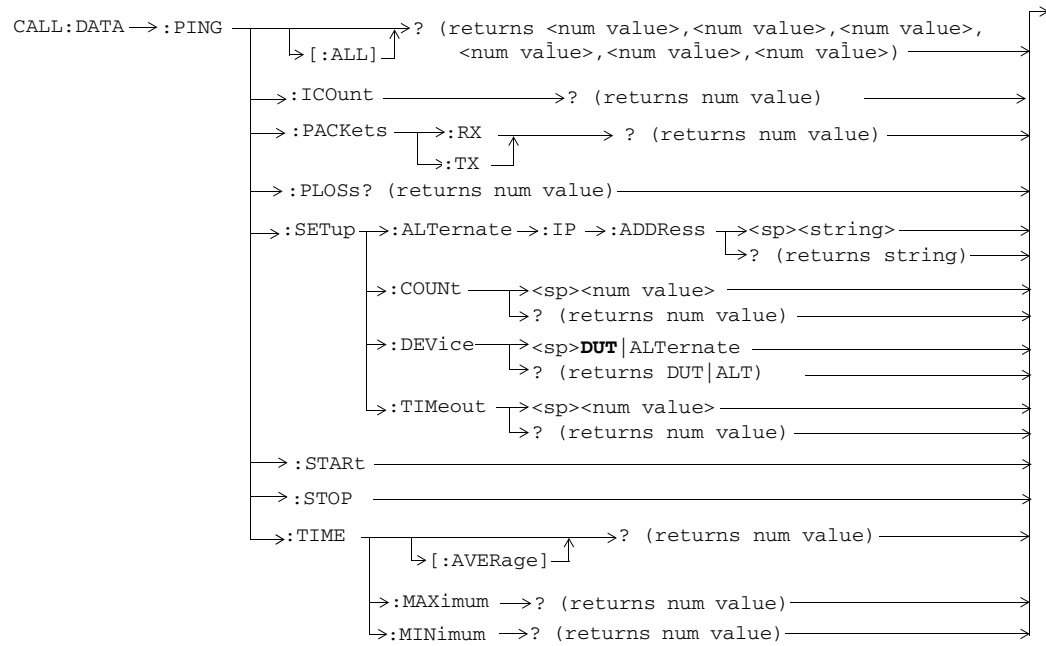 CALL:DATA :PING ? (returns <num value>,<num value>,<num value>,
[:ALL] <num value>,<num value>,<num value>)
:ICOunt ? (returns num value)
:PACKets :RX ? (returns num value)
:TX
:PLOSs? (returns num value)
:SETup :ALTernate :IP :ADDRess <sp><string>
? (returns string)
:COUNt <sp><num value>
? (returns num value)
:DEVice <sp>DUT|ALTernate
? (returns DUT|ALT)
:TIMeout <sp><num value>
? (returns num value)
:STARt
:STOP
:TIME ? (returns num value)
[:AVERage]
:MAXimum ? (returns num value)
:MINimum ? (returns num value)